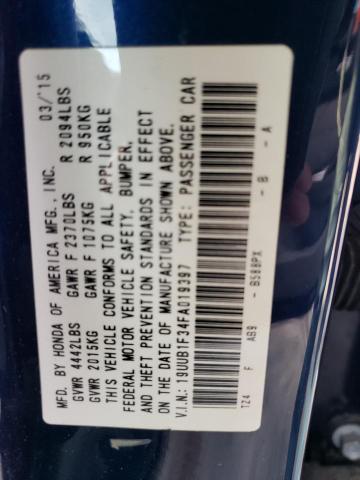 MFD. BY HONDA OF AMERICA MFG., INC. 03/'15
GVWR 4442LBS GAWR F 2370LBS R 2094LBS
GVWR 2015KG GAWR F 1075KG R 950KG
THIS VEHICLE CONFORMS TO ALL APPLICABLE
FEDERAL MOTOR VEHICLE SAFETY, BUMPER,
AND THEFT PREVENTION STANDARDS IN EFFECT
ON THE DATE OF MANUFACTURE SHOWN ABOVE.
V.I.N.: 19UUB1F34FA019397 TYPE: PASSENGER CAR
TZ4 F AB9 - B588PX - B - A